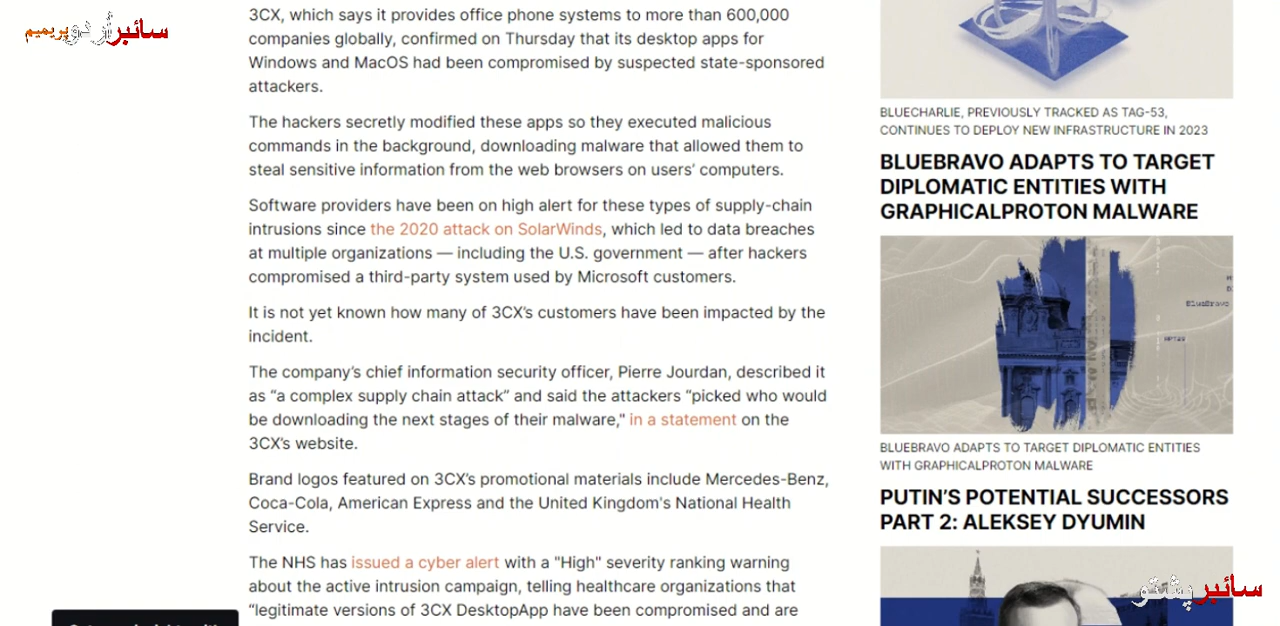 سائبر اُردو پریمیم
3CX, which says it provides office phone systems to more than 600,000
companies globally, confirmed on Thursday that its desktop apps for
Windows and MacOS had been compromised by suspected state-sponsored
attackers.
The hackers secretly modified these apps so they executed malicious
commands in the background, downloading malware that allowed them to
steal sensitive information from the web browsers on users’ computers.
Software providers have been on high alert for these types of supply-chain
intrusions since the 2020 attack on SolarWinds, which led to data breaches
at multiple organizations — including the U.S. government — after hackers
compromised a third-party system used by Microsoft customers.
It is not yet known how many of 3CX’s customers have been impacted by the
incident.
The company’s chief information security officer, Pierre Jourdan, described it
as “a complex supply chain attack” and said the attackers “picked who would
be downloading the next stages of their malware," in a statement on the
3CX’s website.
Brand logos featured on 3CX’s promotional materials include Mercedes-Benz,
Coca-Cola, American Express and the United Kingdom's National Health
Service.
The NHS has issued a cyber alert with a "High" severity ranking warning
about the active intrusion campaign, telling healthcare organizations that
“legitimate versions of 3CX DesktopApp have been compromised and are
BLUECHARLIE, PREVIOUSLY TRACKED AS TAG-53,
CONTINUES TO DEPLOY NEW INFRASTRUCTURE IN 2023
BLUEBRAVO ADAPTS TO TARGET
DIPLOMATIC ENTITIES WITH
GRAPHICALPROTON MALWARE
BlueBravo
BLUEBRAVO ADAPTS TO TARGET DIPLOMATIC ENTITIES
WITH GRAPHICALPROTON MALWARE
PUTIN’S POTENTIAL SUCCESSORS
PART 2: ALEKSEY DYUMIN
سائبر پشتو